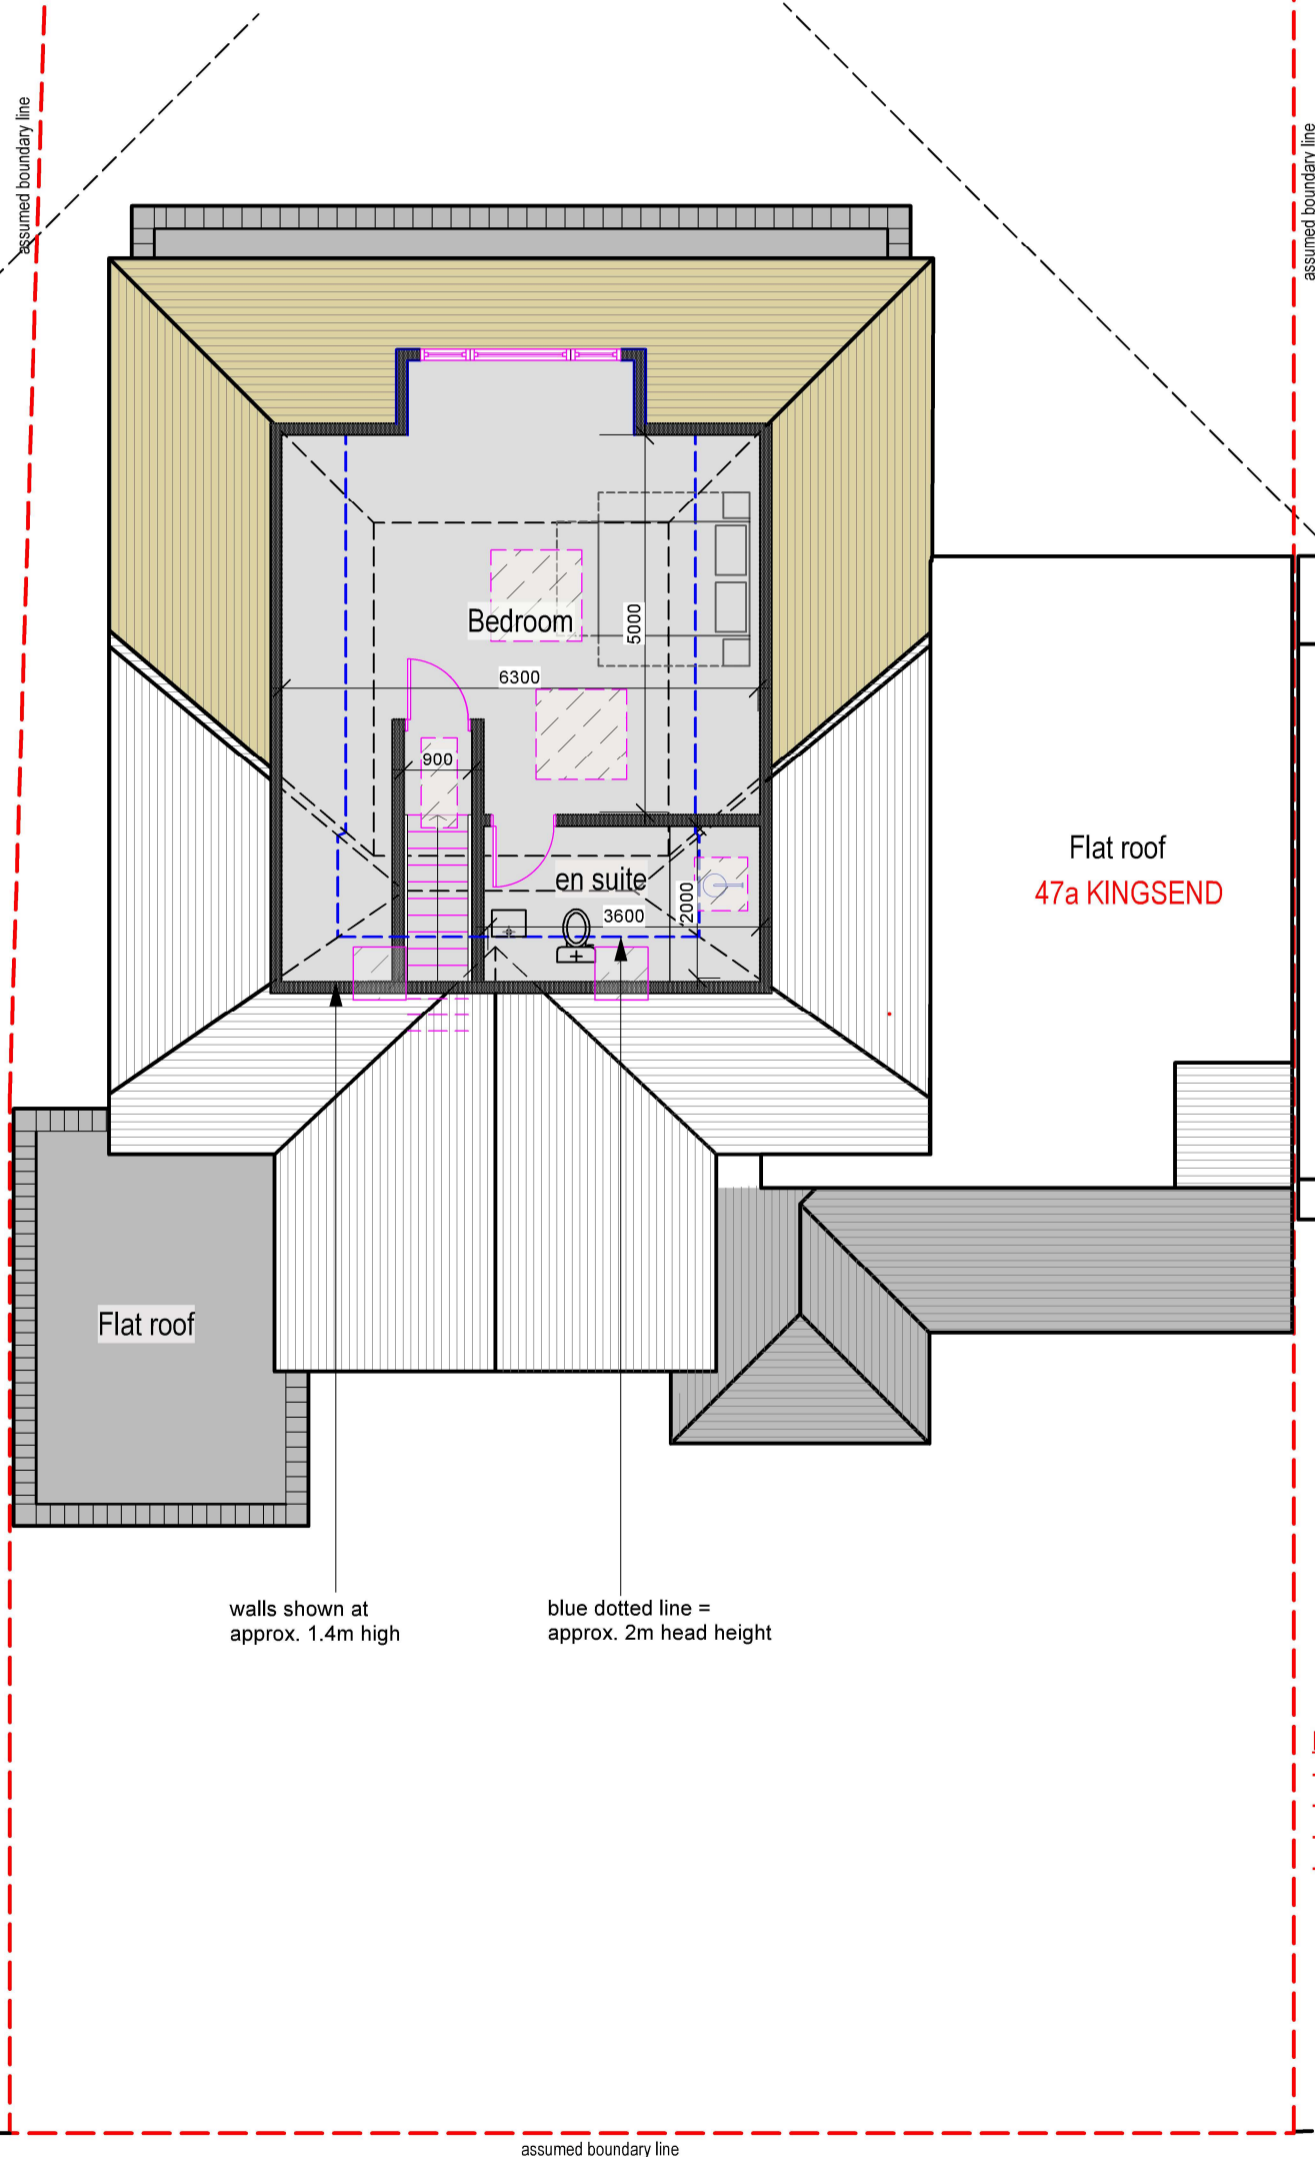 assumed boundary line
assumed boundary line
Bedroom
5000
6300
900
en suite
3600
2000
Flat roof
47a KINGSEND
Flat roof
walls shown at
approx. 1.4m high
blue dotted line =
approx. 2m head height
assumed boundary line